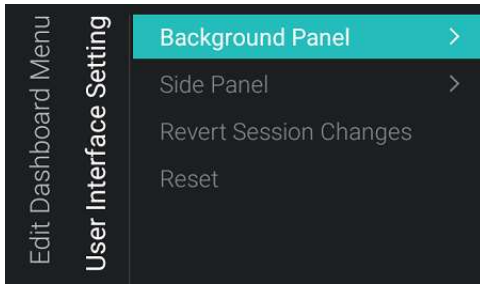 Edit Dashboard Menu
User Interface Setting
Background Panel
Side Panel
Revert Session Changes
Reset